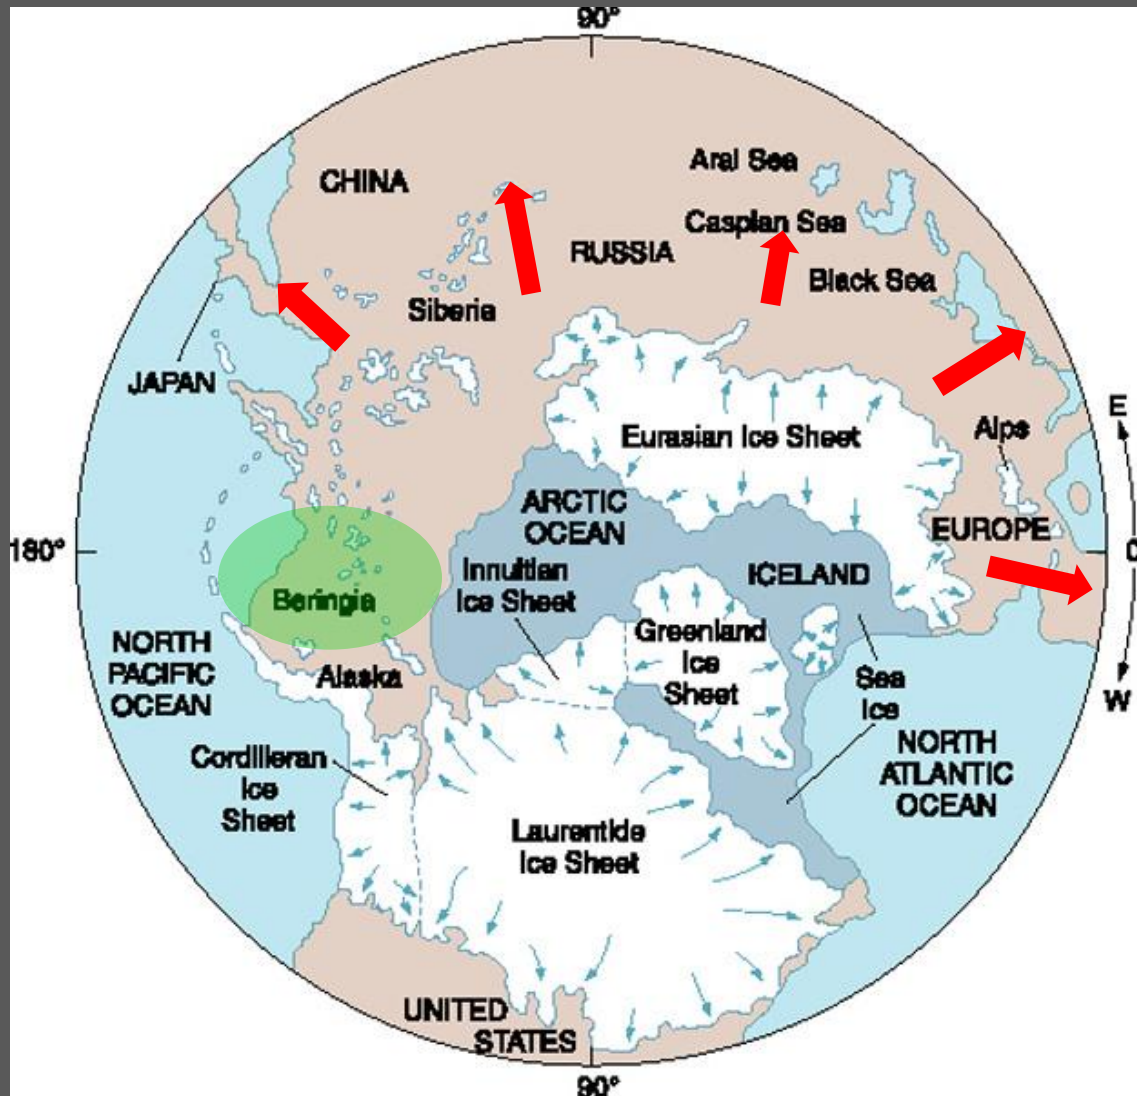 90°
CHINA
Aral Sea
Caspian Sea
RUSSIA
Black Sea
Siberia
JAPAN
E
Alps
Eurasian Ice Sheet
ARCTIC
OCEAN
EUROPE
180°
0
Innuitian
Ice Sheet
ICELAND
Beringia
Greenland
Ice
Sheet
NORTH
PACIFIC
OCEAN
Alaska
Sea
Ice
W
Cordilleran
Ice
Sheet
NORTH
ATLANTIC
OCEAN
Laurentide
Ice Sheet
UNITED
STATES
90°